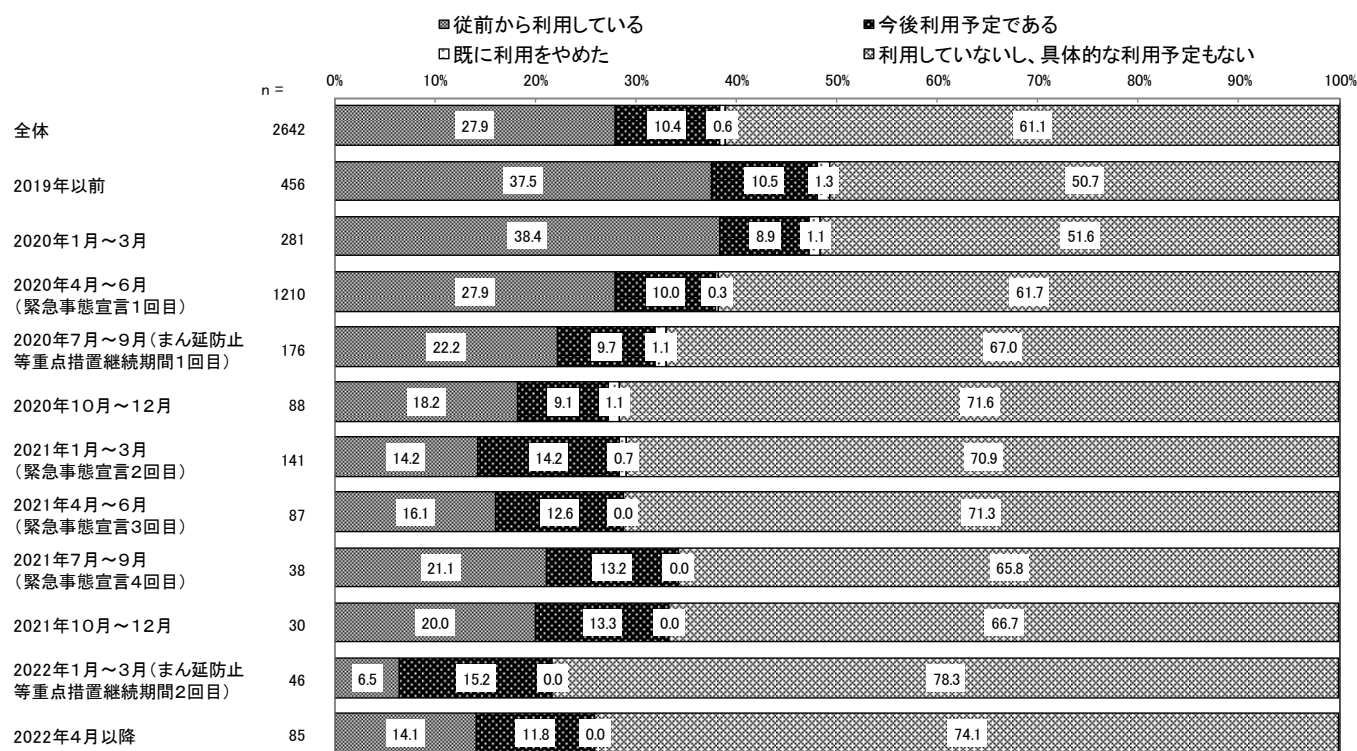 従前から利用している 今後利用予定である
既に利用をやめた 利用していないし、具体的な利用予定もない
n = 0% 10% 20% 30% 40% 50% 60% 70% 80% 90% 100%
全体 2642 27.9 10.4 0.6 61.1
2019年以前 456 37.5 10.5 1.3 50.7
2020年1月～3月 281 38.4 8.9 1.1 51.6
2020年4月～6月
（緊急事態宣言1回目） 1210 27.9 10.0 0.3 61.7
2020年7月～9月（まん延防止
等重点措置継続期間1回目） 176 22.2 9.7 1.1 67.0
2020年10月～12月 88 18.2 9.1 1.1 71.6
2021年1月～3月
（緊急事態宣言2回目） 141 14.2 14.2 0.7 70.9
2021年4月～6月
（緊急事態宣言3回目） 87 16.1 12.6 0.0 71.3
2021年7月～9月
（緊急事態宣言4回目） 38 21.1 13.2 0.0 65.8
2021年10月～12月 30 20.0 13.3 0.0 66.7
2022年1月～3月（まん延防止
等重点措置継続期間2回目） 46 6.5 15.2 0.0 78.3
2022年4月以降 85 14.1 11.8 0.0 74.1